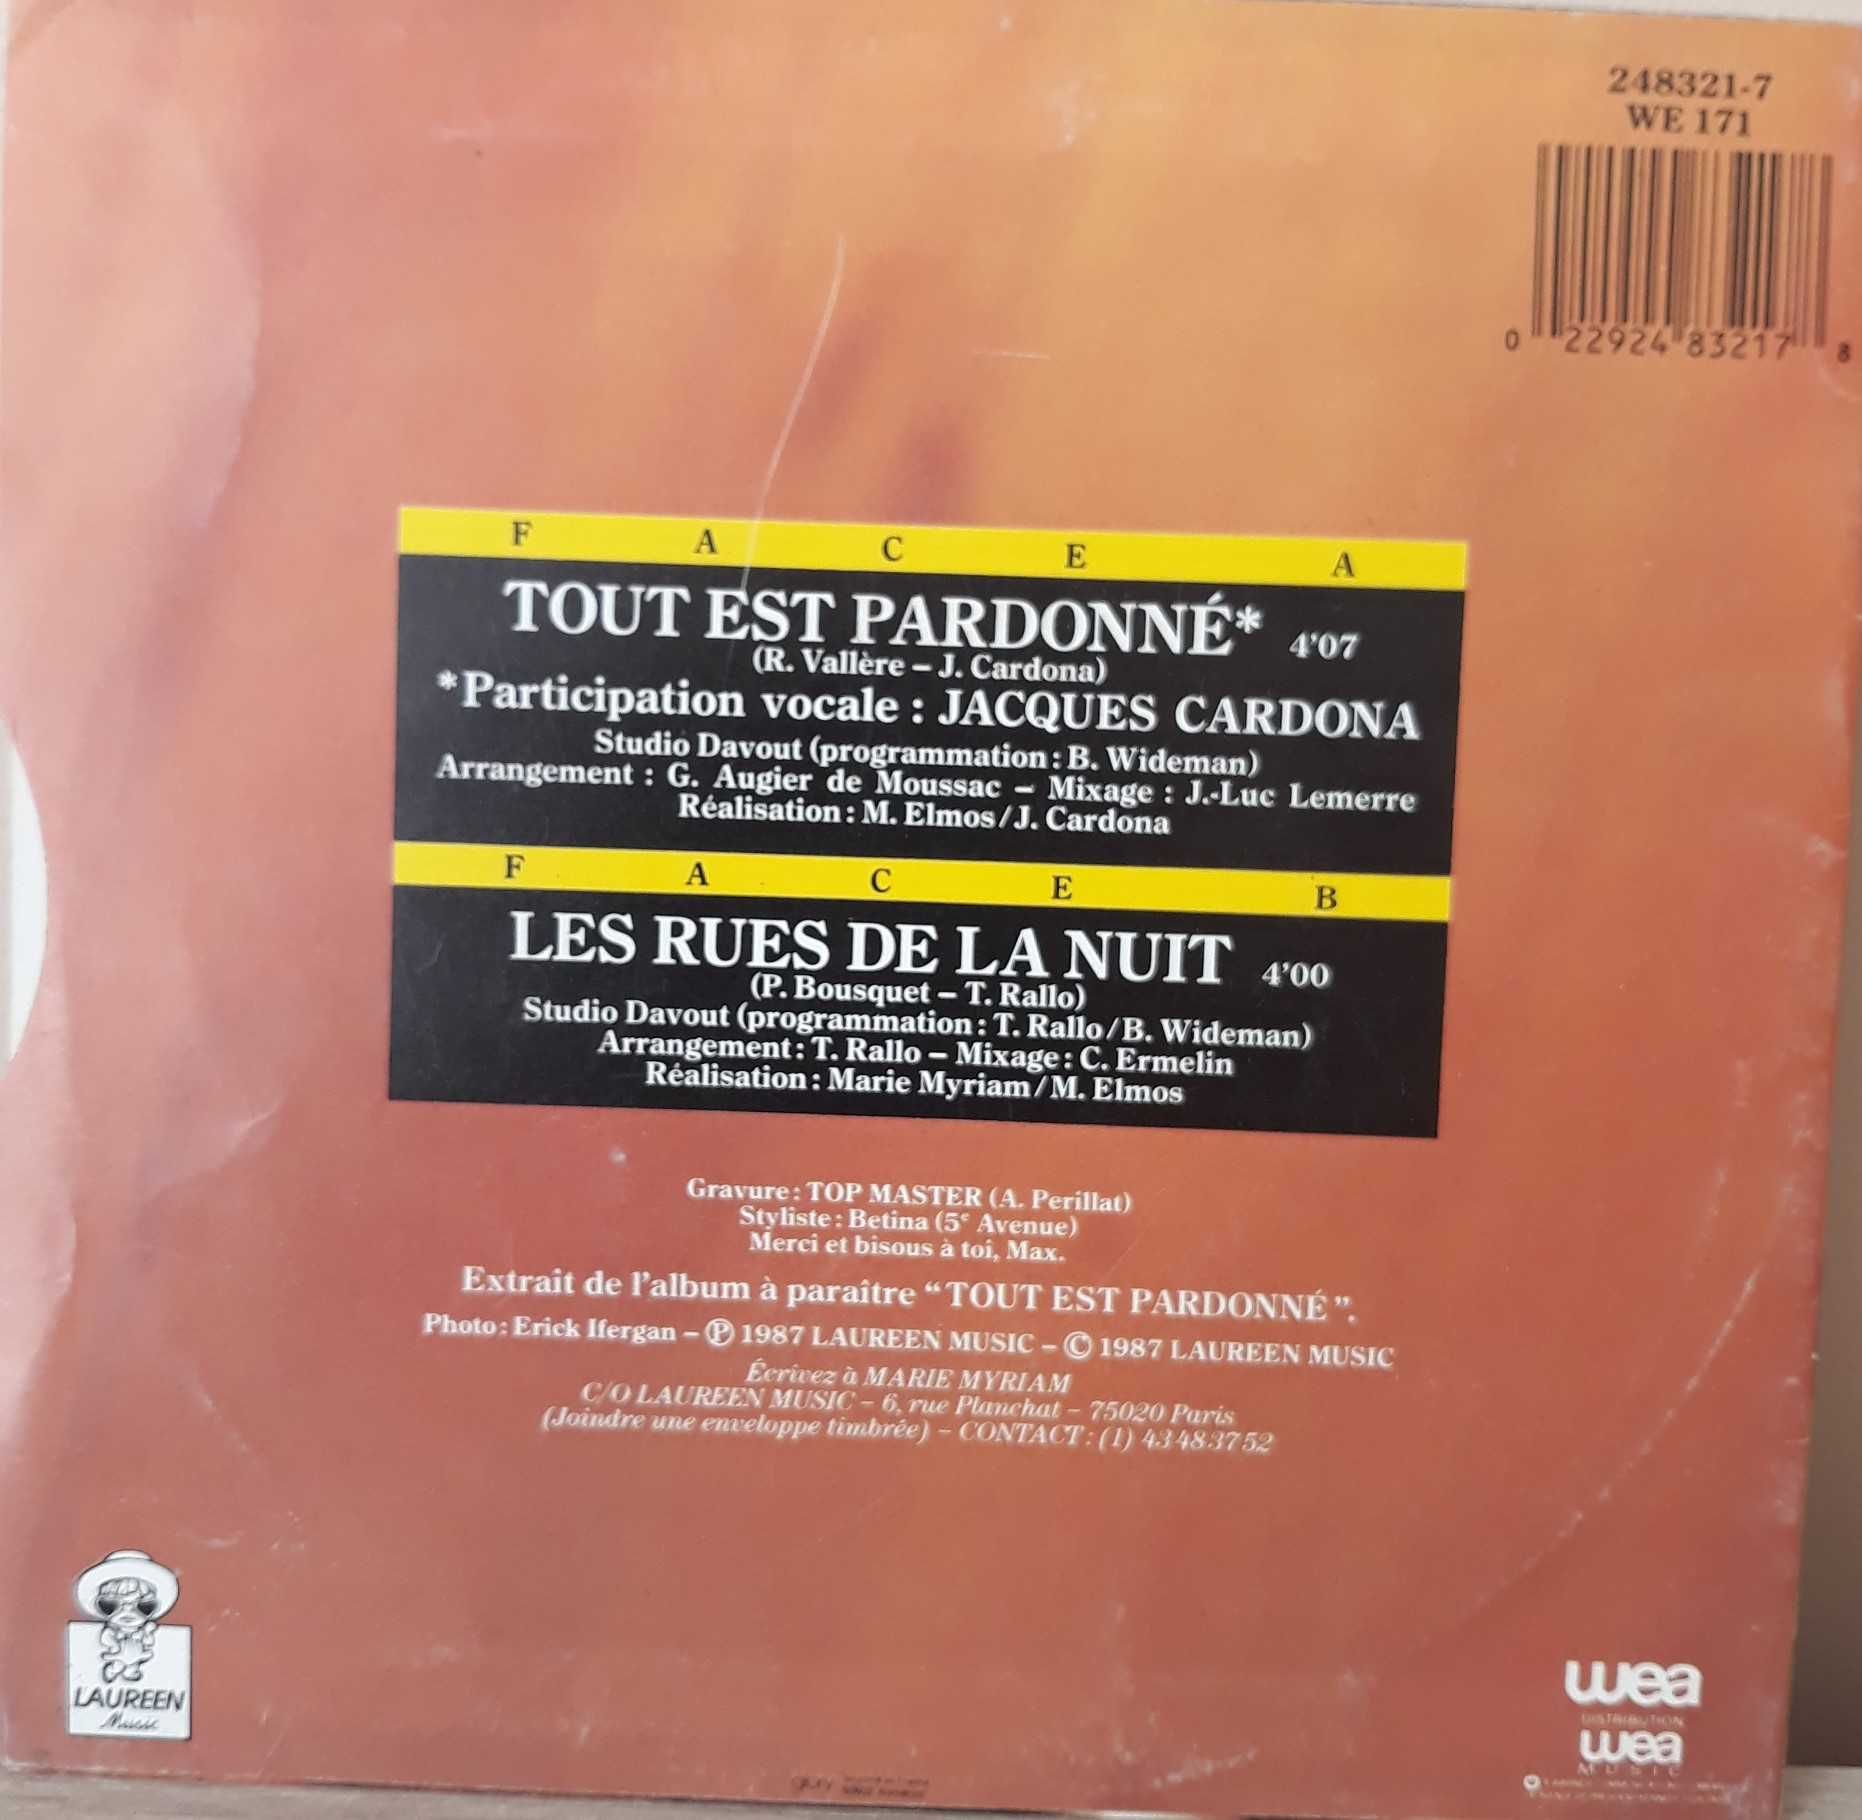 248321-7
WE 171
0 22924 83217 8
FACE A
TOUT EST PARDONNÉ* 4'07
(R. Vallère – J. Cardona)
*Participation vocale : JACQUES CARDONA
Studio Davout (programmation : B. Wideman)
Arrangement : G. Augier de Moussac – Mixage : J.-Luc Lemerre
Réalisation : M. Elmos/J. Cardona
FACE B
LES RUES DE LA NUIT 4'00
(P. Bousquet – T. Rallo)
Studio Davout (programmation : T. Rallo/B. Wideman)
Arrangement : T. Rallo – Mixage : C. Ermelin
Réalisation : Marie Myriam/M. Elmos
Gravure : TOP MASTER (A. Perillat)
Styliste : Betina (5e Avenue)
Merci et bisous à toi, Max.
Extrait de l'album à paraître “TOUT EST PARDONNÉ”.
Photo : Erick Ifergan – Ⓟ 1987 LAUREEN MUSIC – © 1987 LAUREEN MUSIC
Écrivez à MARIE MYRIAM
C/O LAUREEN MUSIC – 6, rue Planchat – 75020 Paris
(Joindre une enveloppe timbrée) – CONTACT : (1) 43 48 37 52
LAUREEN
Music
wea
DISTRIBUTION
wea
MUSIC